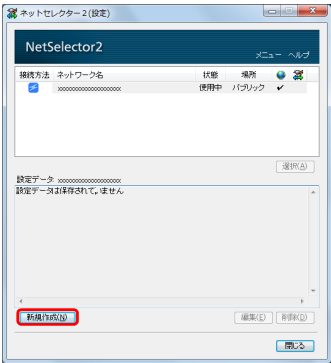 ネットセレクター2(設定)
NetSelector2
メニュー ヘルプ
接続方法 ネットワーク名 状態 場所
xxxxxxxxxxxxxxxxxxxx 使用中 パブリック ✔
選択(A)
設定データ: xxxxxxxxxxxxxxxxxxxx
設定データは保存されていません
新規作成(N) 編集(E) 削除(D)
閉じる